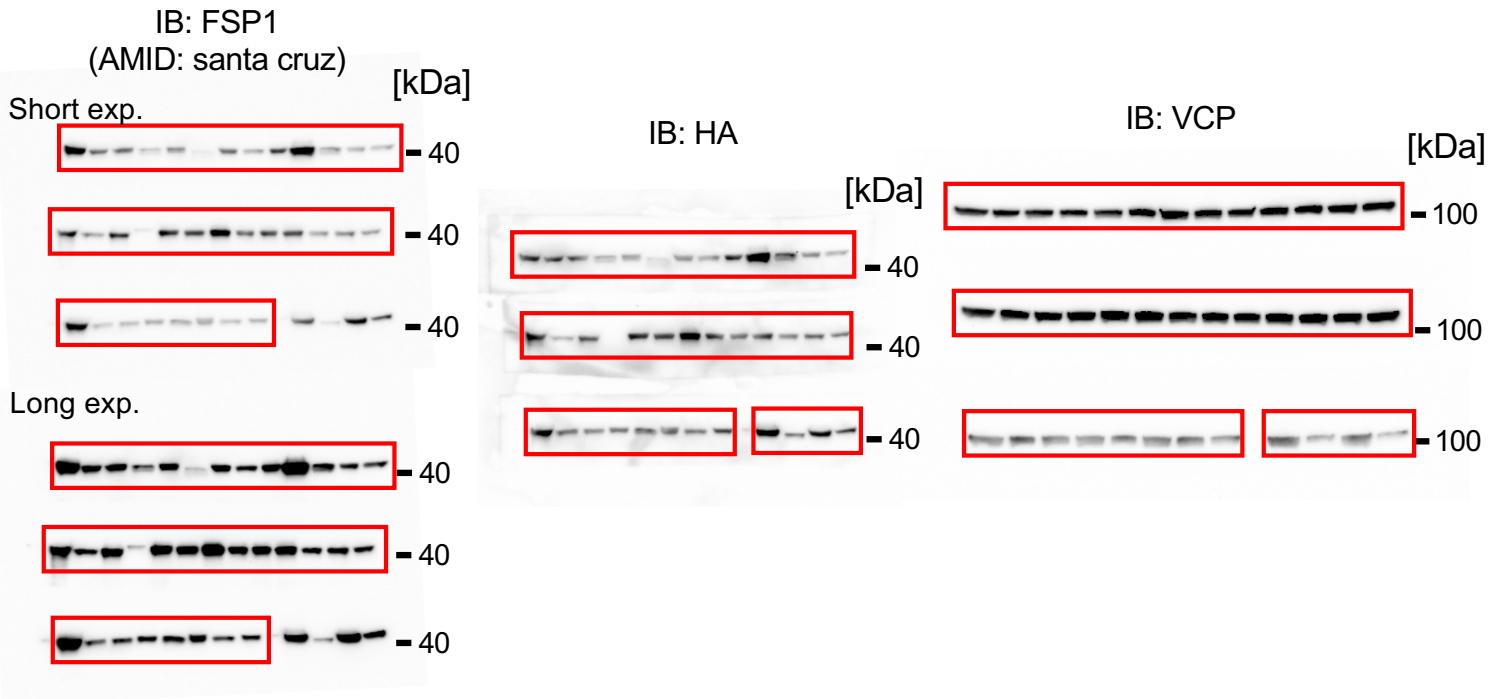 IB: FSP1
(AMID: santa cruz)
[kDa]
Short exp.
40
40
40
Long exp.
40
40
40
IB: HA
[kDa]
40
40
40
IB: VCP
[kDa]
100
100
100